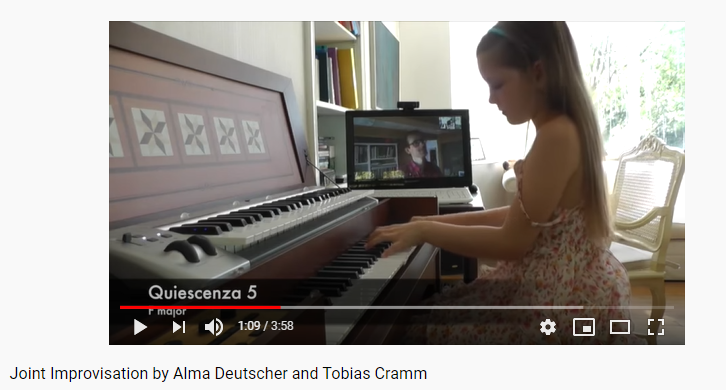 Quiescenza 5
F major
1:09 / 3:58
Joint Improvisation by Alma Deutscher and Tobias Cramm